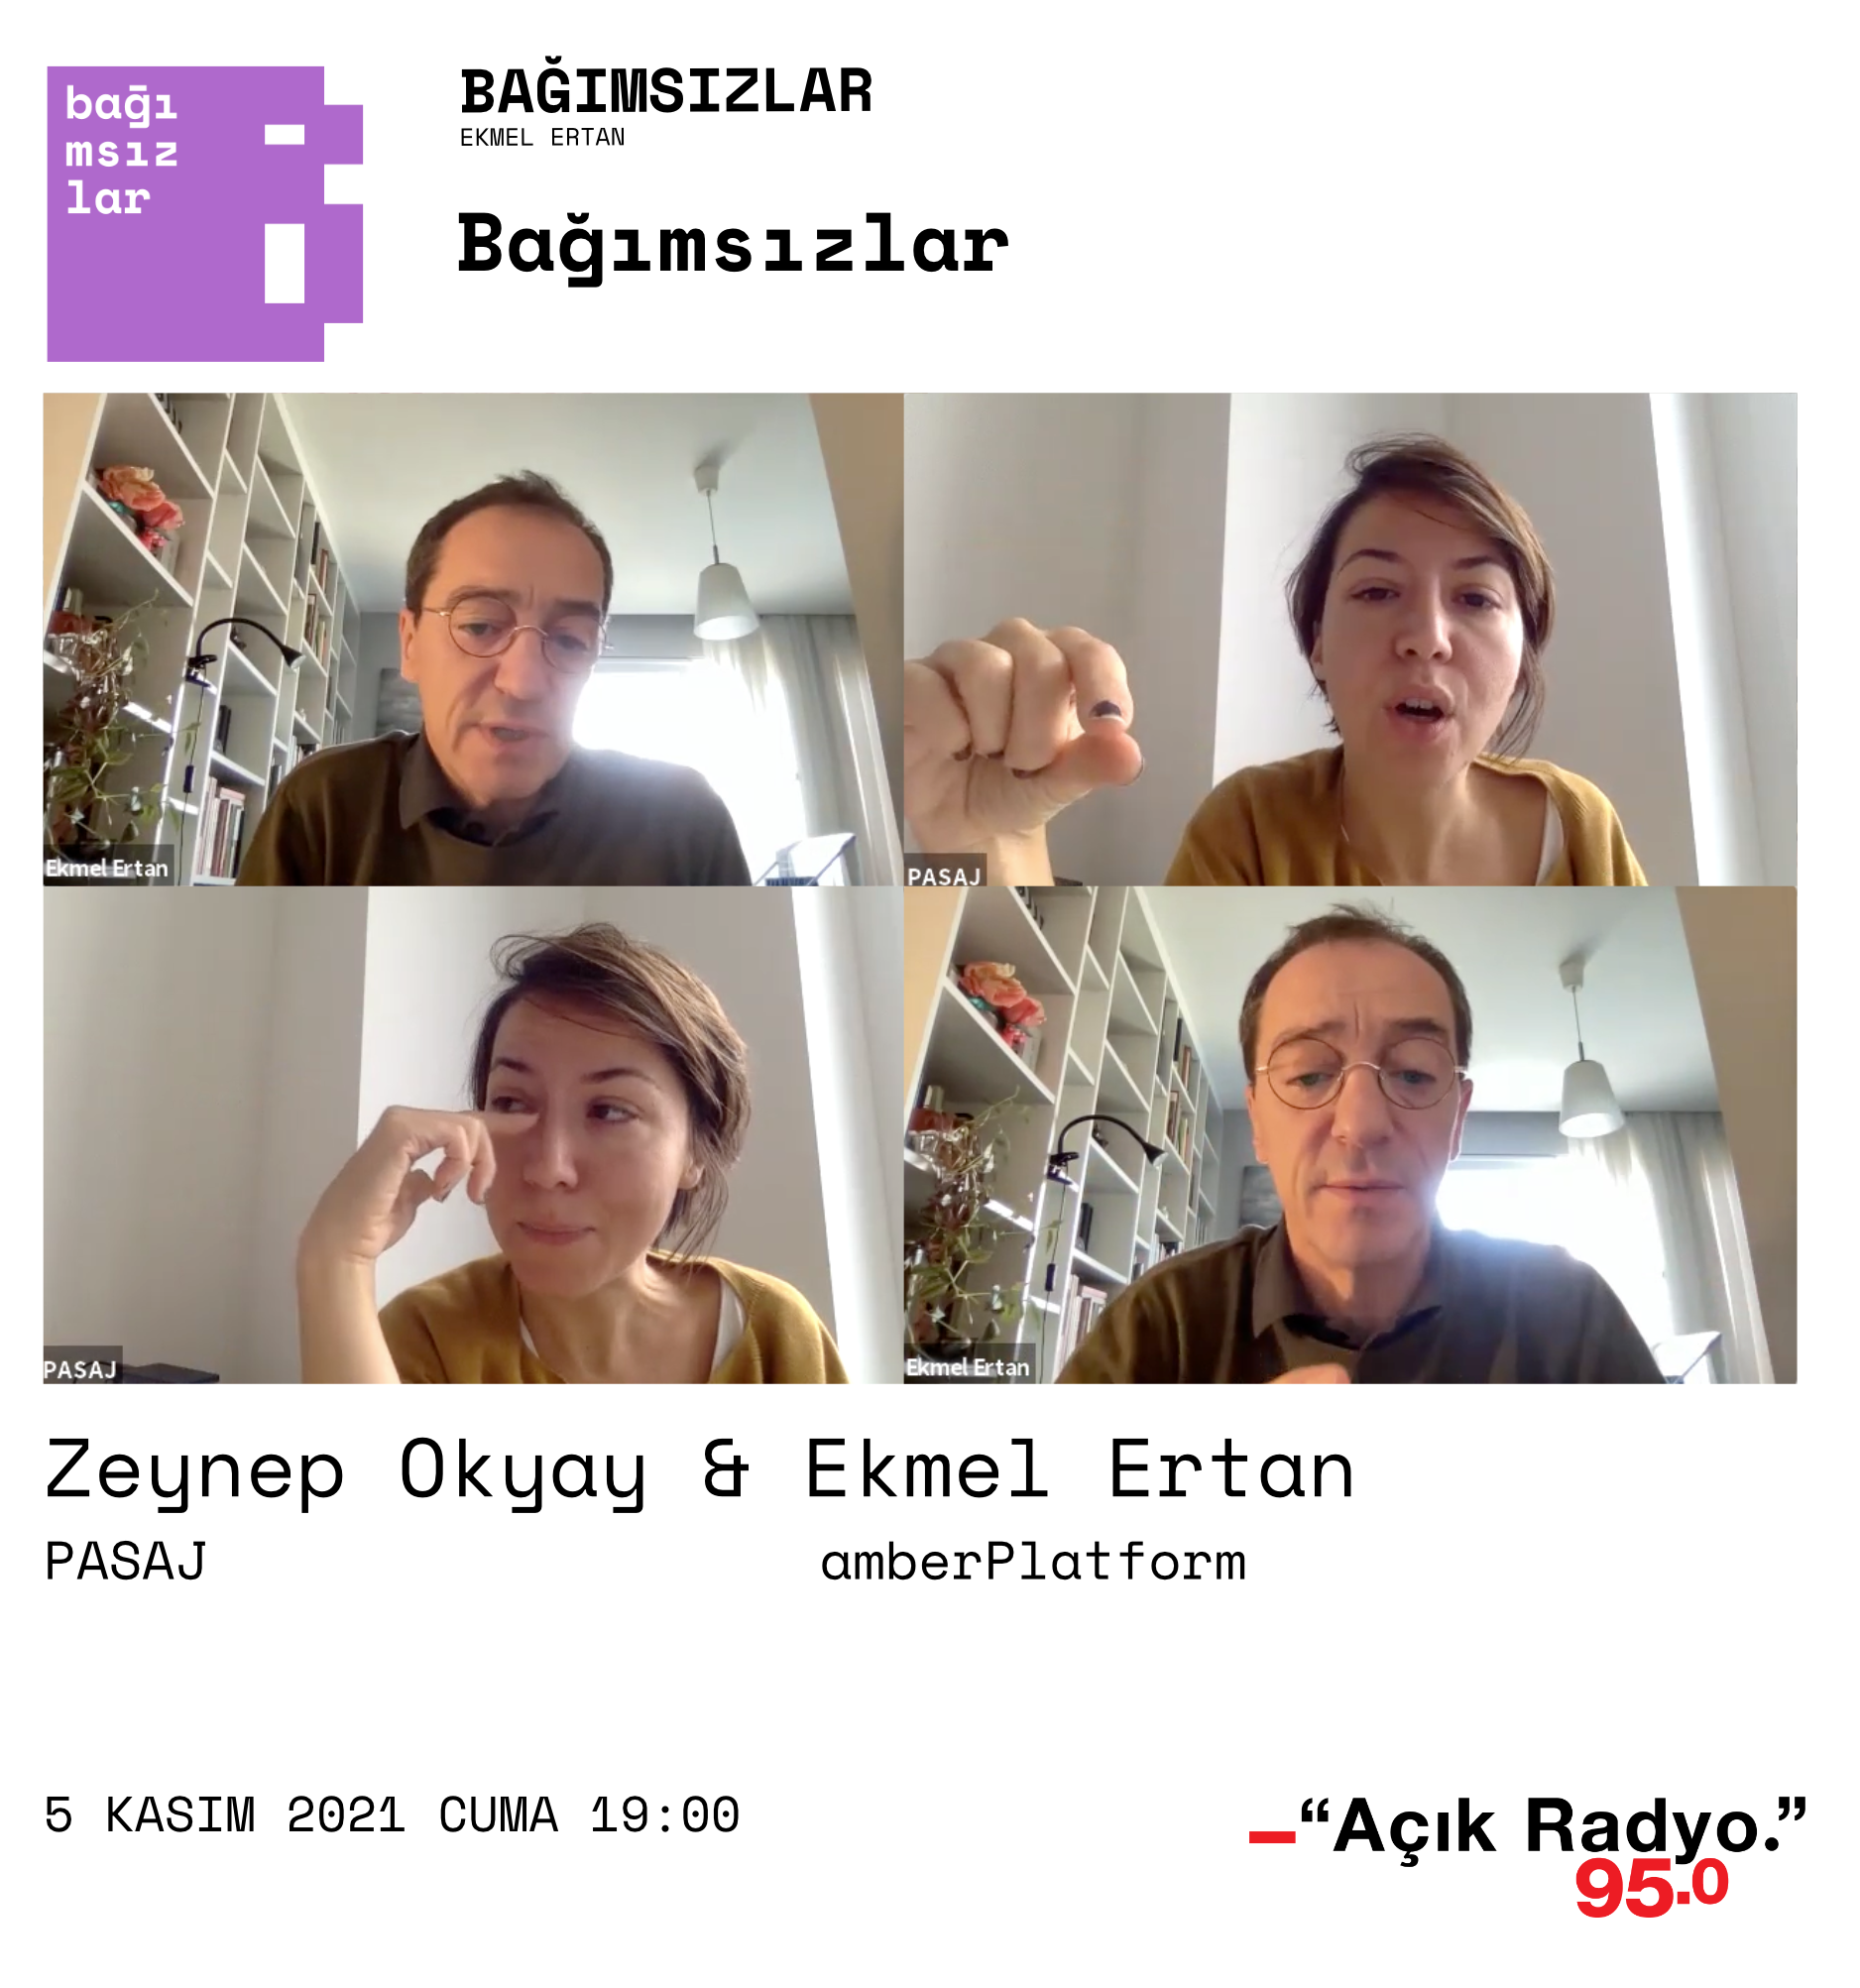 bağı
msız
lar
BAĞIMSIZLAR
EKMEL ERTAN
Bağımsızlar
Ekmel Ertan
PASAJ
PASAJ
Ekmel Ertan
Zeynep Okyay & Ekmel Ertan
PASAJ amberPlatform
5 KASIM 2021 CUMA 19:00
“Açık Radyo.”
95.0